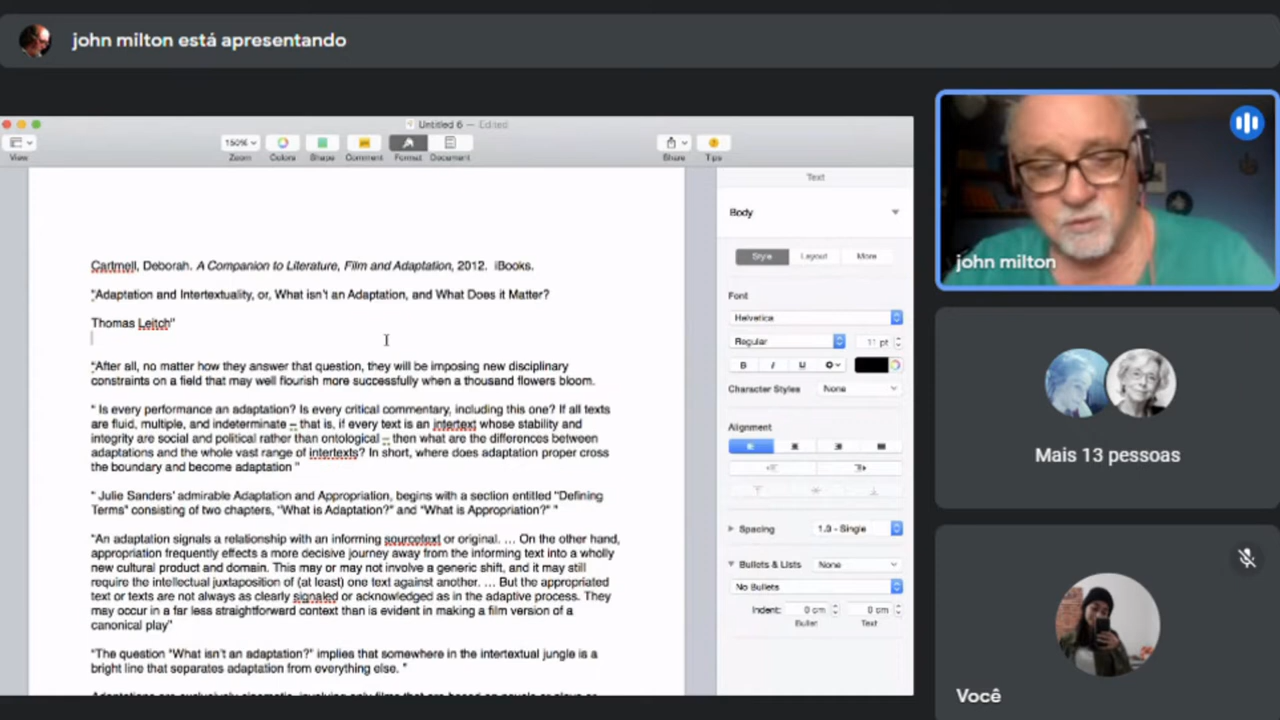 john milton está apresentando
Untitled 6 — Edited
View
150%
Zoom
Colors
Shape
Comment
Format
Document
Share
Tips
Cartmell, Deborah. A Companion to Literature, Film and Adaptation, 2012. iBooks.
"Adaptation and Intertextuality, or, What isn't an Adaptation, and What Does it Matter?
Thomas Leitch"
"After all, no matter how they answer that question, they will be imposing new disciplinary
constraints on a field that may well flourish more successfully when a thousand flowers bloom.
" Is every performance an adaptation? Is every critical commentary, including this one? If all texts
are fluid, multiple, and indeterminate – that is, if every text is an intertext whose stability and
integrity are social and political rather than ontological – then what are the differences between
adaptations and the whole vast range of intertexts? In short, where does adaptation proper cross
the boundary and become adaptation "
" Julie Sanders' admirable Adaptation and Appropriation, begins with a section entitled "Defining
Terms" consisting of two chapters, "What is Adaptation?" and "What is Appropriation?" "
"An adaptation signals a relationship with an informing sourcetext or original. … On the other hand,
appropriation frequently effects a more decisive journey away from the informing text into a wholly
new cultural product and domain. This may or may not involve a generic shift, and it may still
require the intellectual juxtaposition of (at least) one text against another. … But the appropriated
text or texts are not always as clearly signaled or acknowledged as in the adaptive process. They
may occur in a far less straightforward context than is evident in making a film version of a
canonical play"
"The question "What isn't an adaptation?" implies that somewhere in the intertextual jungle is a
bright line that separates adaptation from everything else. "
Text
Body
Style
Layout
More
Font
Helvetica
Regular
11 pt
B
I
U
Character Styles
None
Alignment
Spacing
1.0 - Single
Bullets & Lists
None
No Bullets
Indent:
0 cm
0 cm
Bullet
Text
john milton
Mais 13 pessoas
Você